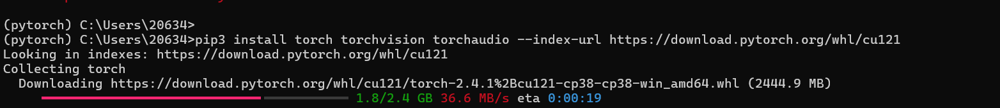 (pytorch) C:\Users\20634>
(pytorch) C:\Users\20634>pip3 install torch torchvision torchaudio --index-url https://download.pytorch.org/whl/cu121
Looking in indexes: https://download.pytorch.org/whl/cu121
Collecting torch
  Downloading https://download.pytorch.org/whl/cu121/torch-2.4.1%2Bcu121-cp38-cp38-win_amd64.whl (2444.9 MB)
1.8/2.4 GB 36.6 MB/s eta 0:00:19